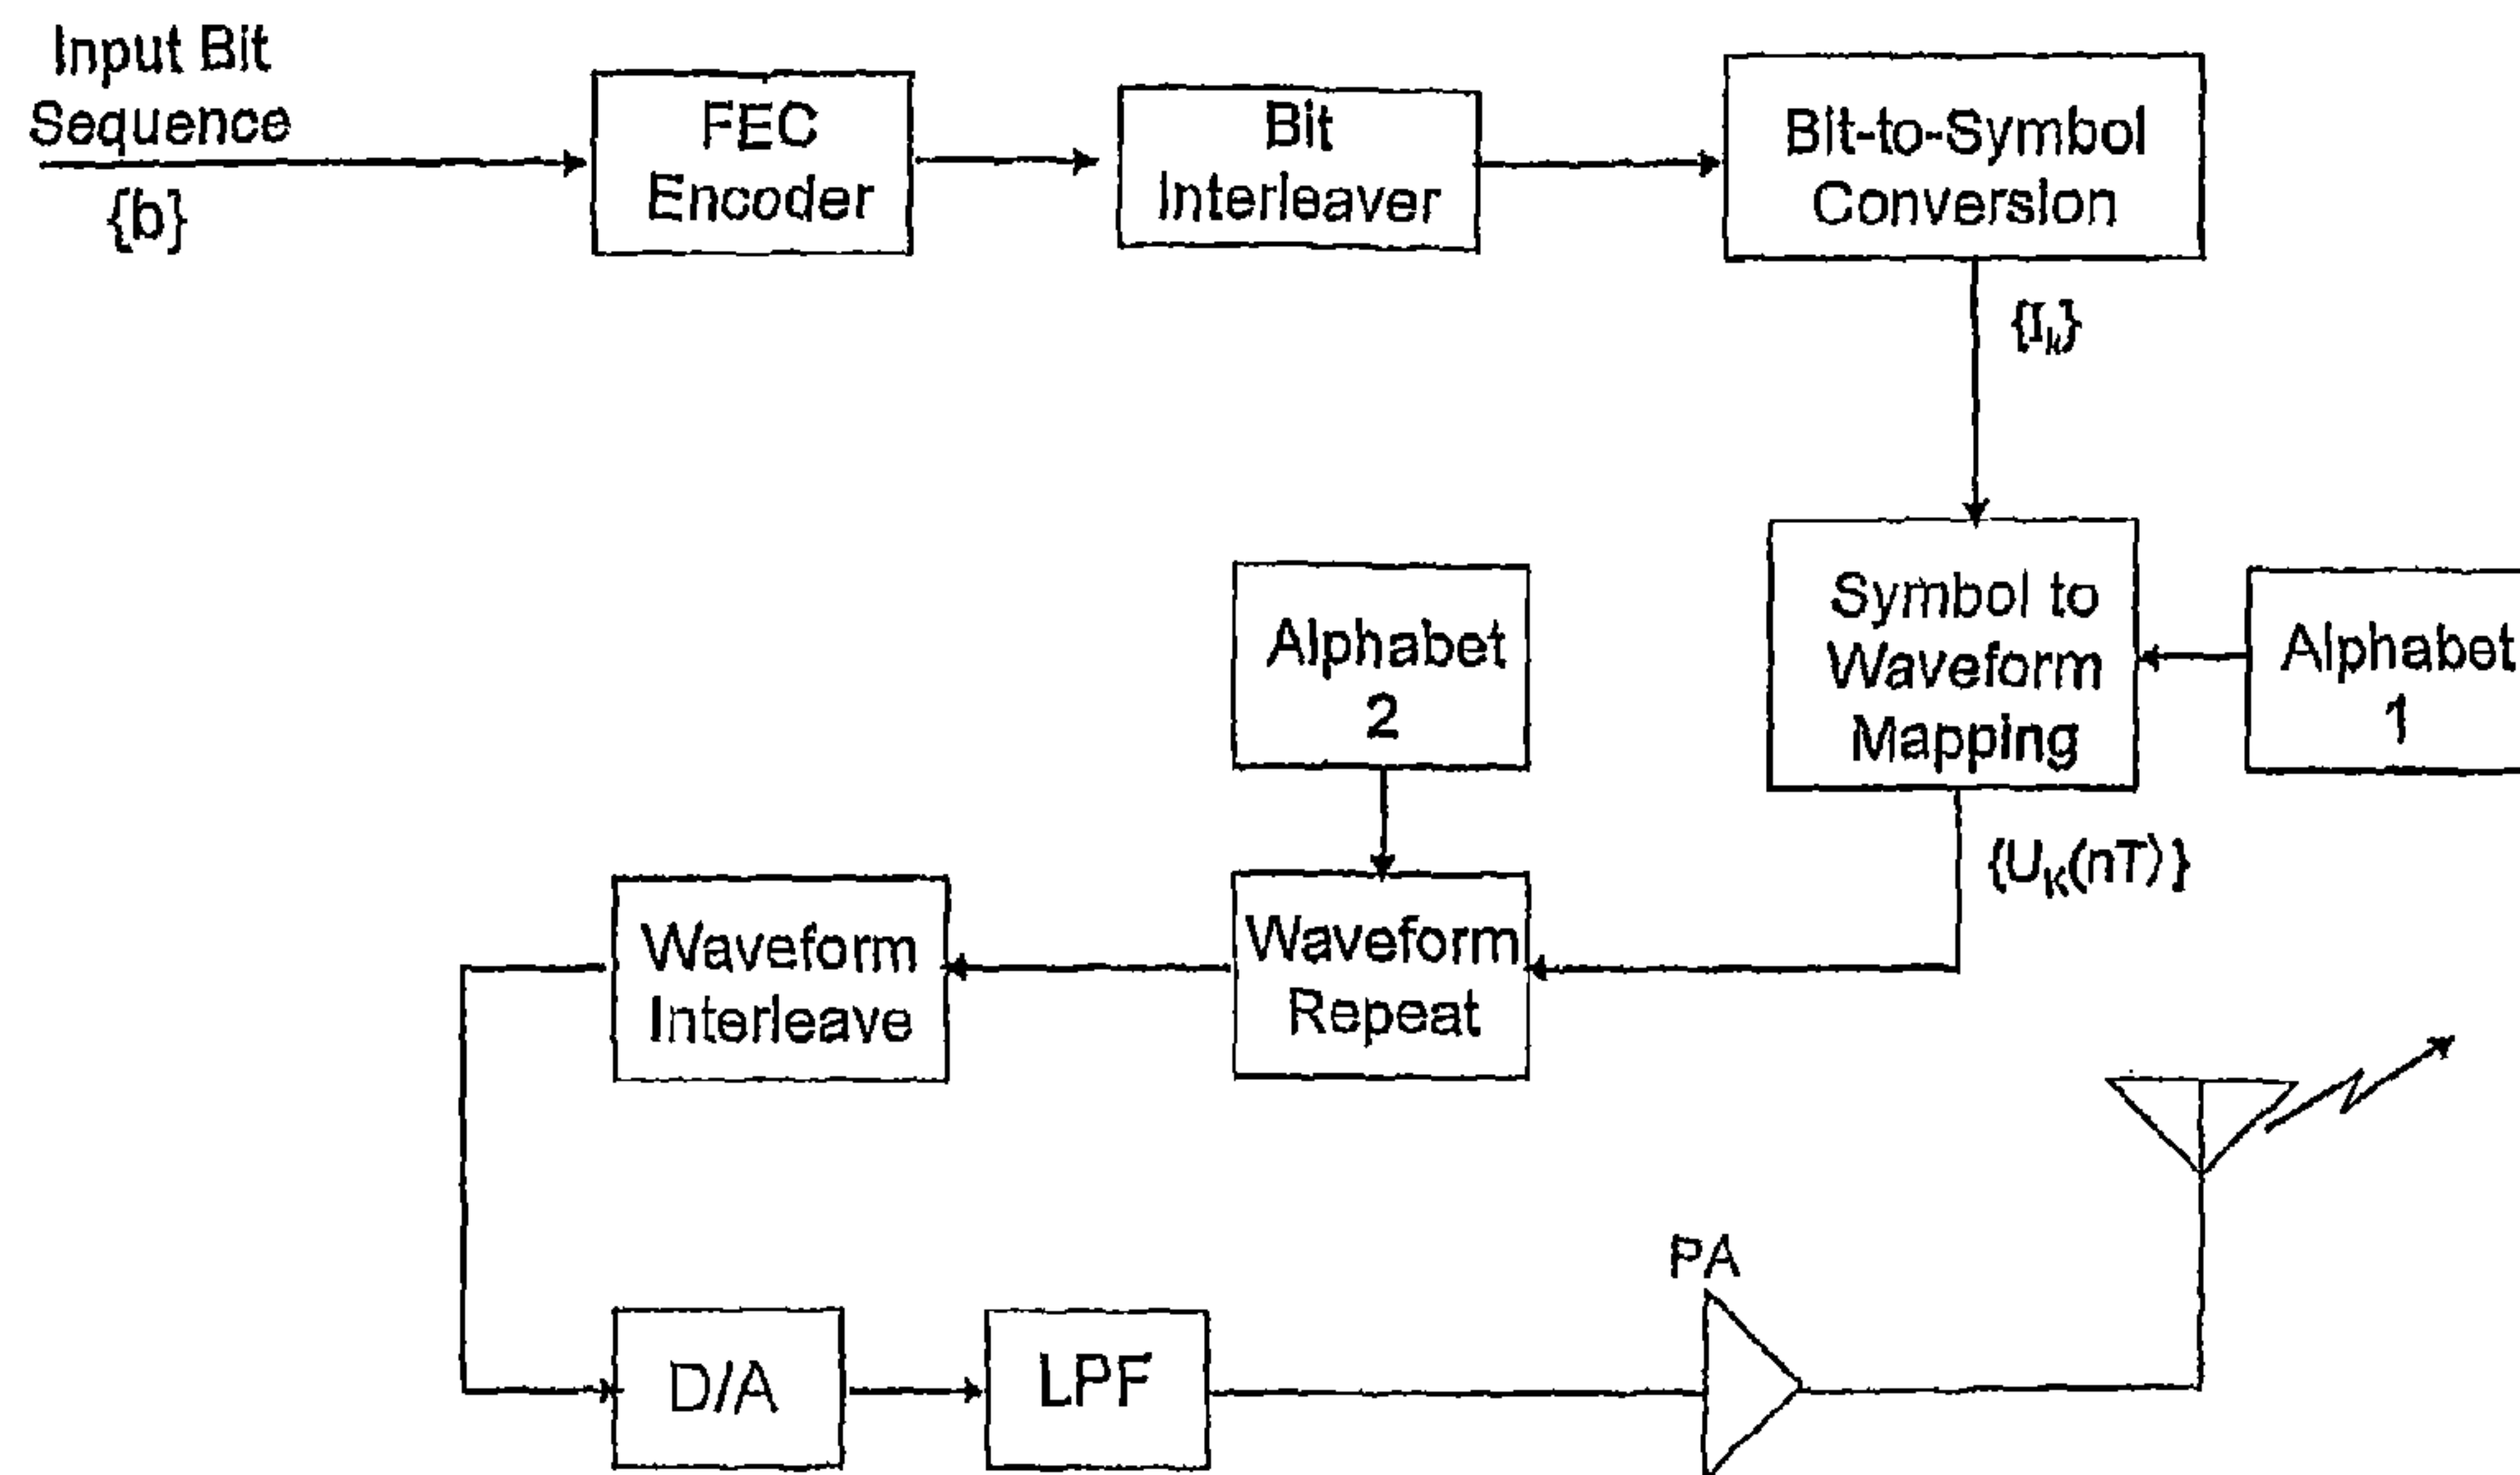 Input Bit
Sequence
{b}
FEC
Encoder
Bit
Interleaver
Bit-to-Symbol
Conversion
{I_k}
Symbol to
Waveform
Mapping
Alphabet
1
Alphabet
2
{U_K(nT)}
Waveform
Repeat
Waveform
Interleave
D/A
LPF
PA